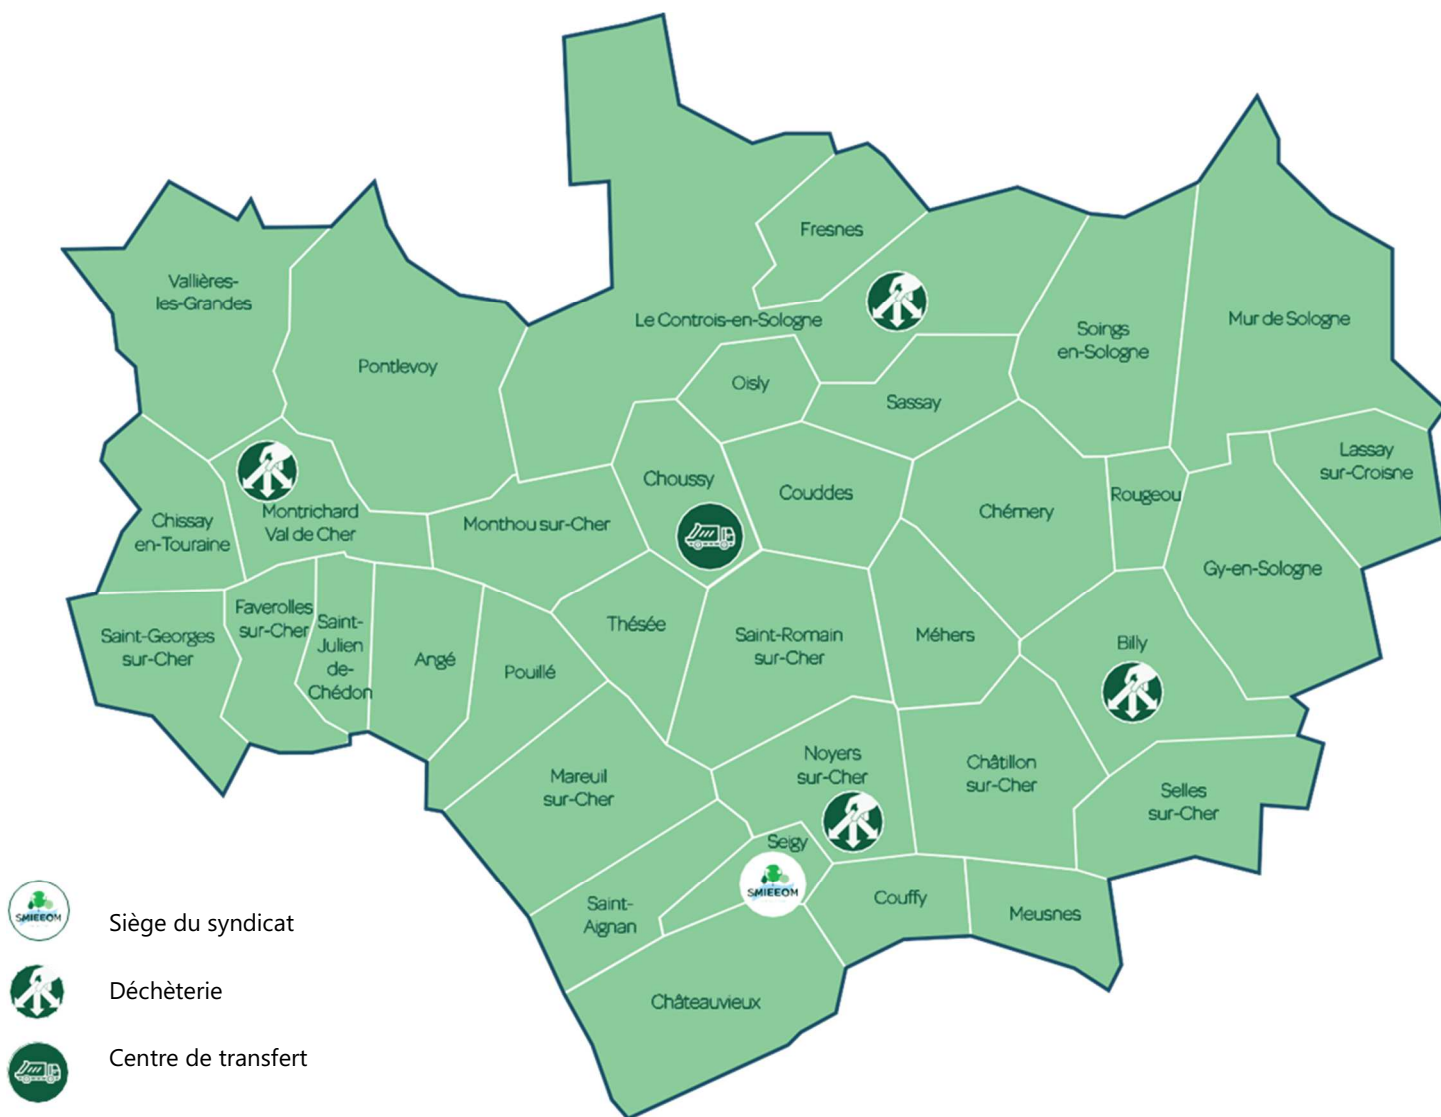 Fresnes
Vallières-
les-Grandes
Le Controis-en-Sologne
Mur de Sologne
Soings
en-Sologne
Pontlevoy
Oisly
Sassay
Lassay
sur-Croisne
Choussy
Couddes
Rougeou
Chémery
Montrichard
Val de Cher
Chissay
en-Touraine
Monthou sur-Cher
Gy-en-Sologne
Faverolles
sur-Cher
Saint-
Julien
de-
Chédon
Saint-Georges
sur-Cher
Angé
Pouillé
Thésée
Saint-Romain
sur-Cher
Méhers
Billy
Mareuil
sur-Cher
Noyers
sur-Cher
Châtillon
sur-Cher
Selles
sur-Cher
Seigy
SMIEEOM
Saint-
Aignan
Couffy
Meusnes
Châteauvieux
SMIEEOM
Siège du syndicat
Déchèterie
Centre de transfert